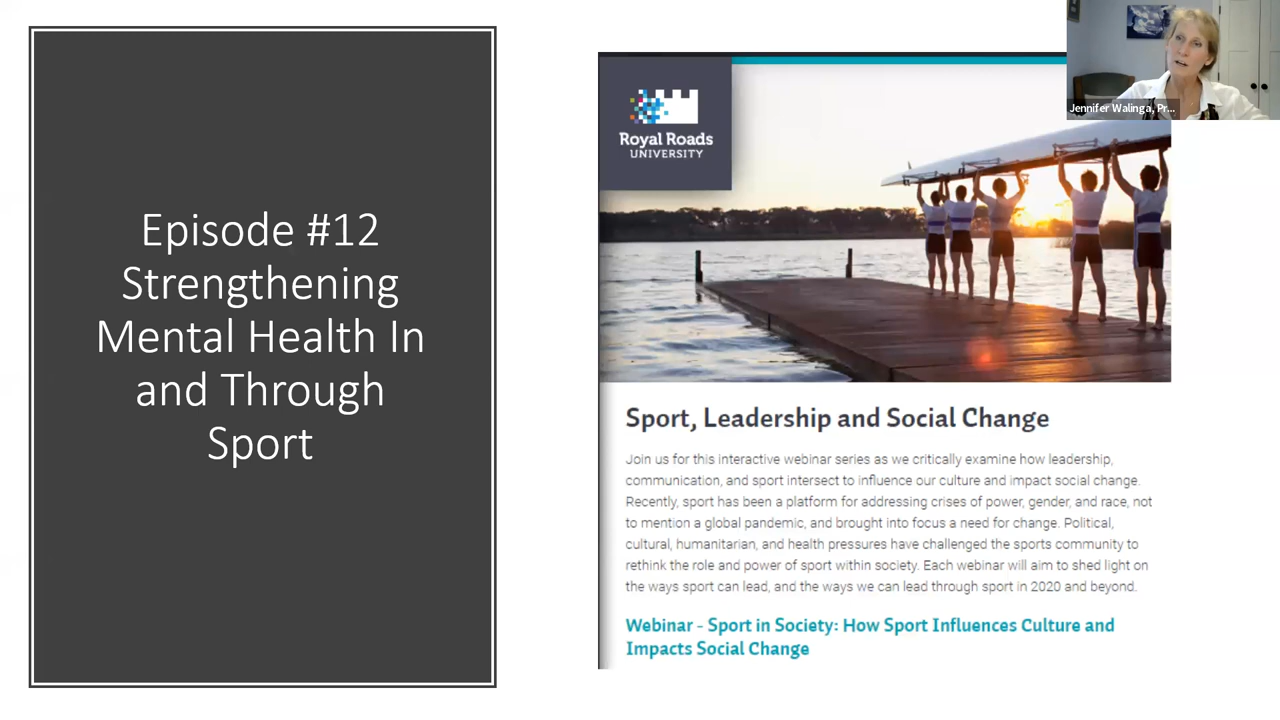 Episode #12
Strengthening
Mental Health In
and Through
Sport
Jennifer Walinga, Pr...
Royal Roads
UNIVERSITY
Sport, Leadership and Social Change
Join us for this interactive webinar series as we critically examine how leadership,
communication, and sport intersect to influence our culture and impact social change.
Recently, sport has been a platform for addressing crises of power, gender, and race, not
to mention a global pandemic, and brought into focus a need for change. Political,
cultural, humanitarian, and health pressures have challenged the sports community to
rethink the role and power of sport within society. Each webinar will aim to shed light on
the ways sport can lead, and the ways we can lead through sport in 2020 and beyond.
Webinar - Sport in Society: How Sport Influences Culture and
Impacts Social Change